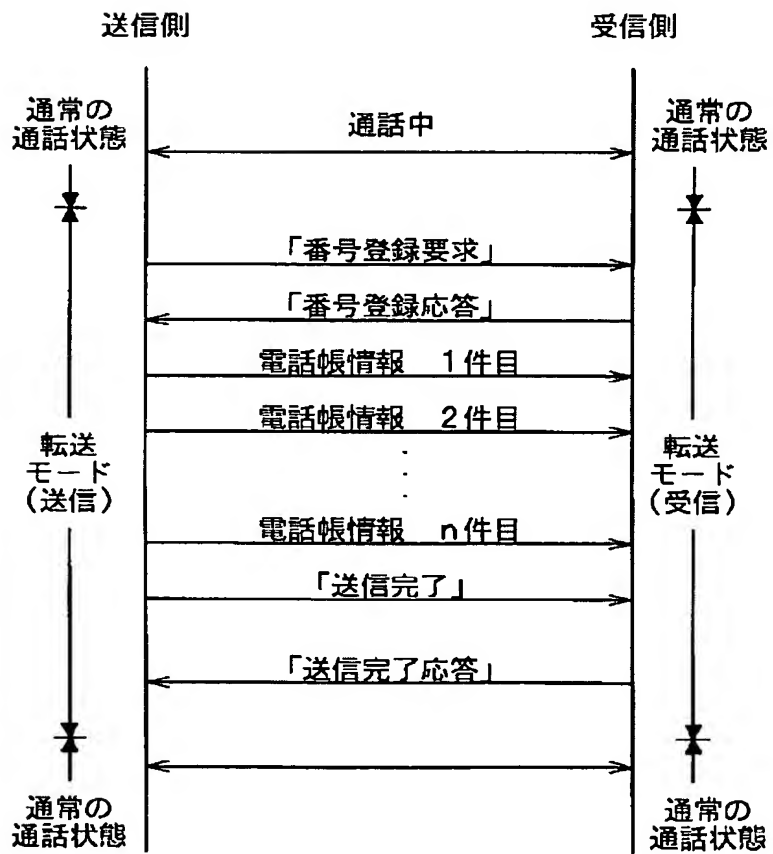 送信側
受信側
通常の
通話状態
通話中
通常の
通話状態
「番号登録要求」
「番号登録応答」
電話帳情報 1件目
電話帳情報 2件目
転送
モード
(送信)
転送
モード
(受信)
電話帳情報 n件目
「送信完了」
「送信完了応答」
通常の
通話状態
通常の
通話状態